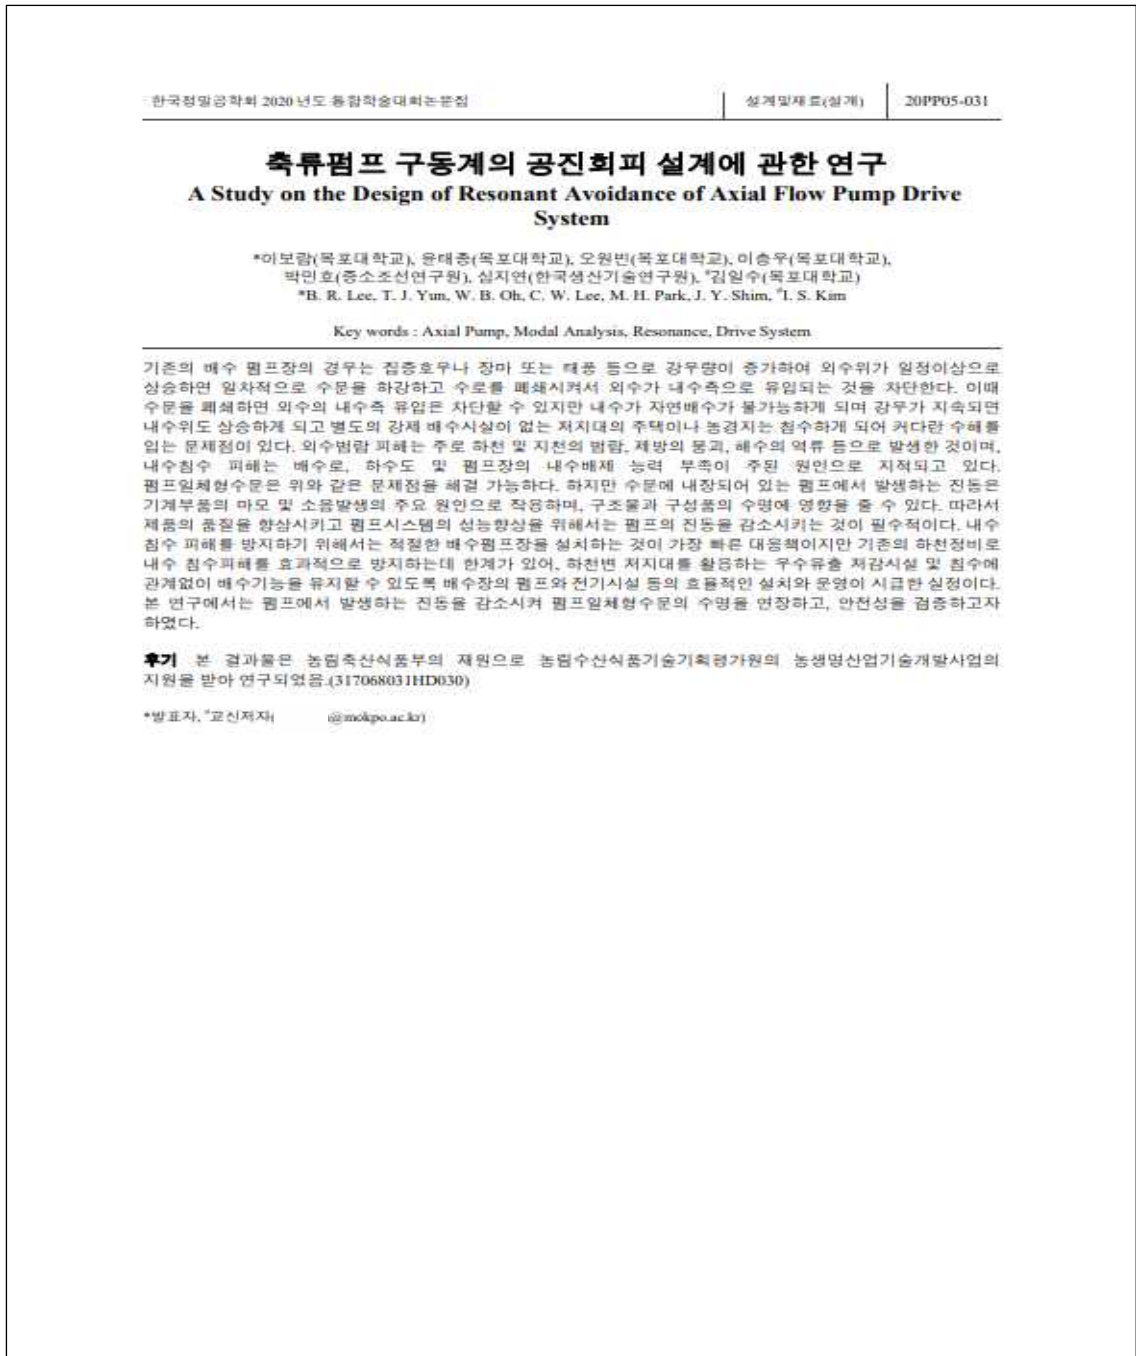 한국정밀공학회 2020 년도 통합학술대회논문집
설계및재료(설계)
20PP05-031
축류펌프 구동계의 공진회피 설계에 관한 연구
A Study on the Design of Resonant Avoidance of Axial Flow Pump Drive
System
*이보람(목포대학교), 윤태종(목포대학교), 오원빈(목포대학교), 이충우(목포대학교),
박민호(중소조선연구원), 심지연(한국생산기술연구원), #김일수(목포대학교)
*B. R. Lee, T. J. Yun, W. B. Oh, C. W. Lee, M. H. Park, J. Y. Shim, #I. S. Kim
Key words : Axial Pump, Modal Analysis, Resonance, Drive System
기존의 배수 펌프장의 경우는 집중호우나 장마 또는 태풍 등으로 강우량이 증가하여 외수위가 일정이상으로
상승하면 일차적으로 수문을 하강하고 수로를 폐쇄시켜서 외수가 내수측으로 유입되는 것을 차단한다. 이때
수문을 폐쇄하면 외수의 내수측 유입은 차단할 수 있지만 내수가 자연배수가 불가능하게 되며 강우가 지속되면
내수위도 상승하게 되고 별도의 강제 배수시설이 없는 저지대의 주택이나 농경지는 침수하게 되어 커다란 수해를
입는 문제점이 있다. 외수범람 피해는 주로 하천 및 지천의 범람, 제방의 붕괴, 해수의 역류 등으로 발생한 것이며,
내수침수 피해는 배수로, 하수도 및 펌프장의 내수배제 능력 부족이 주된 원인으로 지적되고 있다.
펌프일체형수문은 위와 같은 문제점을 해결 가능하다. 하지만 수문에 내장되어 있는 펌프에서 발생하는 진동은
기계부품의 마모 및 소음발생의 주요 원인으로 작용하며, 구조물과 구성품의 수명에 영향을 줄 수 있다. 따라서
제품의 품질을 향상시키고 펌프시스템의 성능향상을 위해서는 펌프의 진동을 감소시키는 것이 필수적이다. 내수
침수 피해를 방지하기 위해서는 적절한 배수펌프장을 설치하는 것이 가장 빠른 대응책이지만 기존의 하천정비로
내수 침수피해를 효과적으로 방지하는데 한계가 있어, 하천변 저지대를 활용하는 우수유출 저감시설 및 침수에
관계없이 배수기능을 유지할 수 있도록 배수장의 펌프와 전기시설 등의 효율적인 설치와 운영이 시급한 실정이다.
본 연구에서는 펌프에서 발생하는 진동을 감소시켜 펌프일체형수문의 수명을 연장하고, 안전성을 검증하고자
하였다.
후기 본 결과물은 농림축산식품부의 재원으로 농림수산식품기술기획평가원의 농생명산업기술개발사업의
지원을 받아 연구되었음.(317068031HD030)
*발표자, #교신저자( @mokpo.ac.kr)